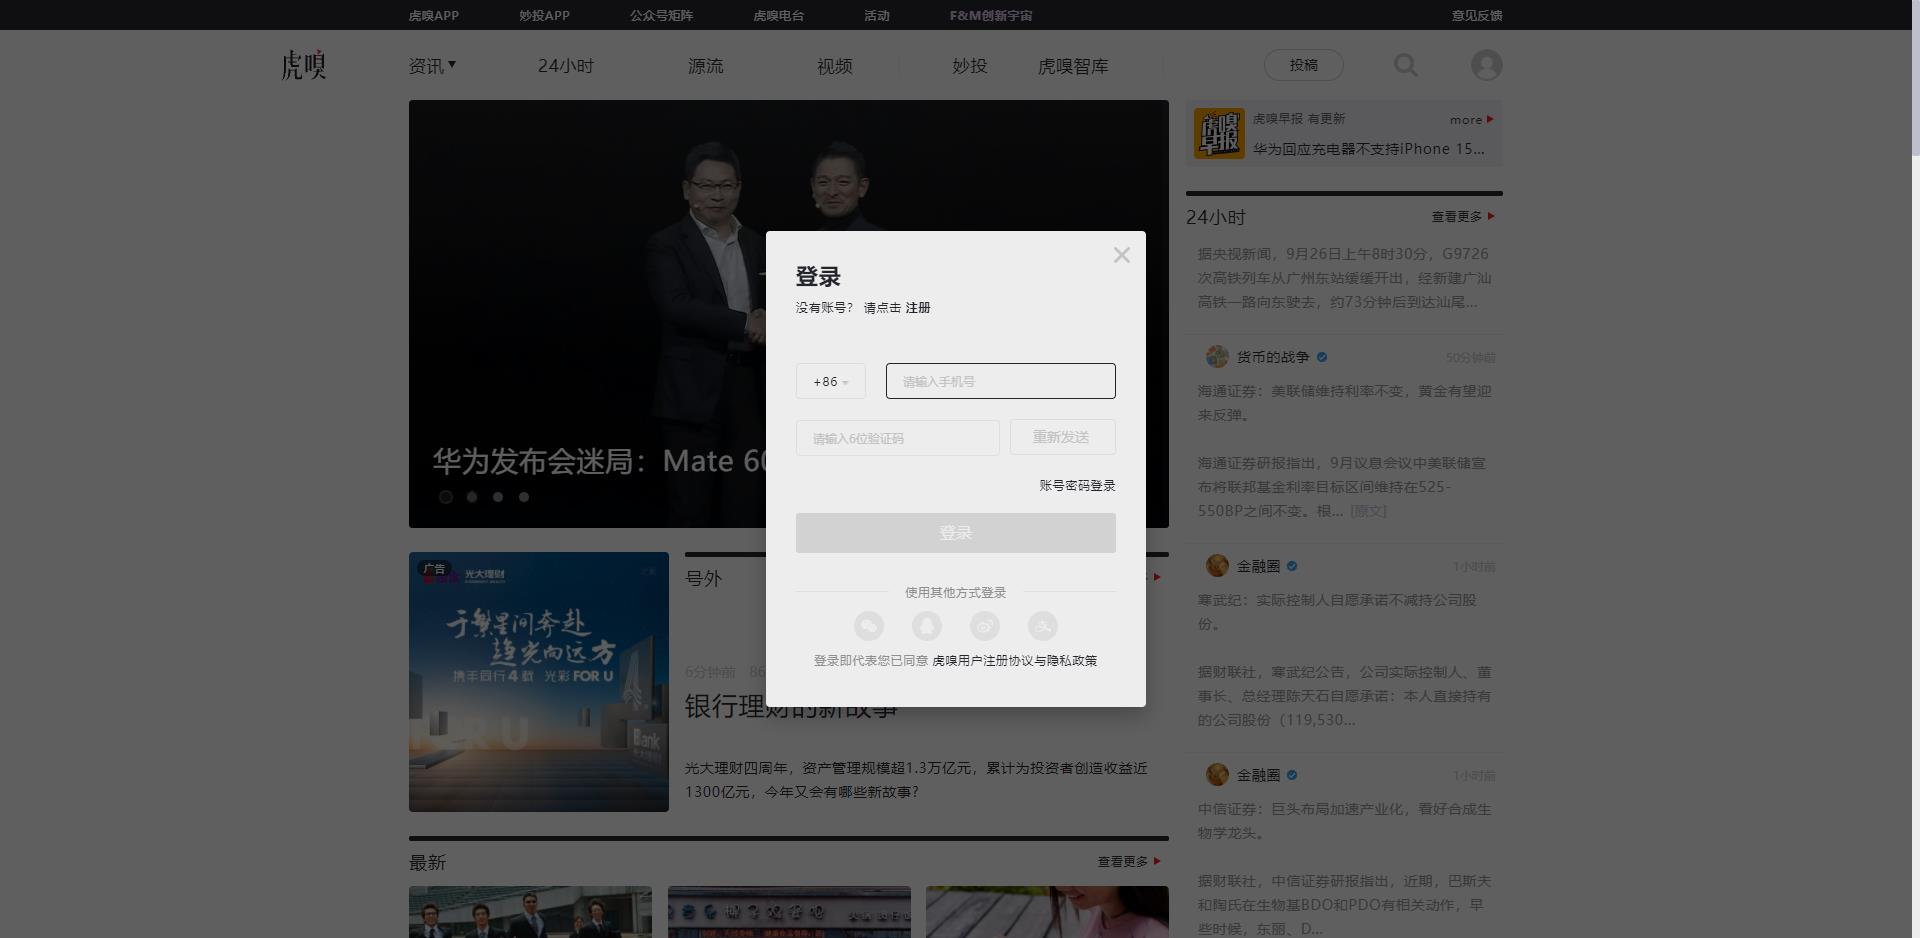 虎嗅APP
妙投APP
公众号矩阵
虎嗅电台
活动
F&M创新宇宙
意见反馈
虎嗅
资讯
24小时
源流
视频
妙投
虎嗅智库
投稿
华为发布会迷局：Mate 60
虎嗅早报
虎嗅早报 有更新
more
华为回应充电器不支持iPhone 15...
24小时
查看更多
据央视新闻，9月26日上午8时30分，G9726
次高铁列车从广州东站缓缓开出，经新建广汕
高铁一路向东驶去，约73分钟后到达汕尾...
货币的战争
50分钟前
海通证券：美联储维持利率不变，黄金有望迎
来反弹。
海通证券研报指出，9月议息会议中美联储宣
布将联邦基金利率目标区间维持在525-
550BP之间不变。根... [原文]
金融圈
1小时前
寒武纪：实际控制人自愿承诺不减持公司股
份。
据财联社，寒武纪公告，公司实际控制人、董
事长、总经理陈天石自愿承诺：本人直接持有
的公司股份（119,530...
金融圈
1小时前
中信证券：巨头布局加速产业化，看好合成生
物学龙头。
据财联社，中信证券研报指出，近期，巴斯夫
和陶氏在生物基BDO和PDO有相关动作，早
些时候，东丽、D...
登录
没有账号？ 请点击 注册
+86
请输入手机号
请输入6位验证码
重新发送
账号密码登录
登录
使用其他方式登录
登录即代表您已同意 虎嗅用户注册协议与隐私政策
广告
光大理财
于繁星间奔赴
趋光向远方
携手同行4载 光彩FOR U
FOR U
Bank
号外
6分钟前 86
银行理财的新故事
光大理财四周年，资产管理规模超1.3万亿元，累计为投资者创造收益近
1300亿元，今年又会有哪些新故事？
最新
查看更多